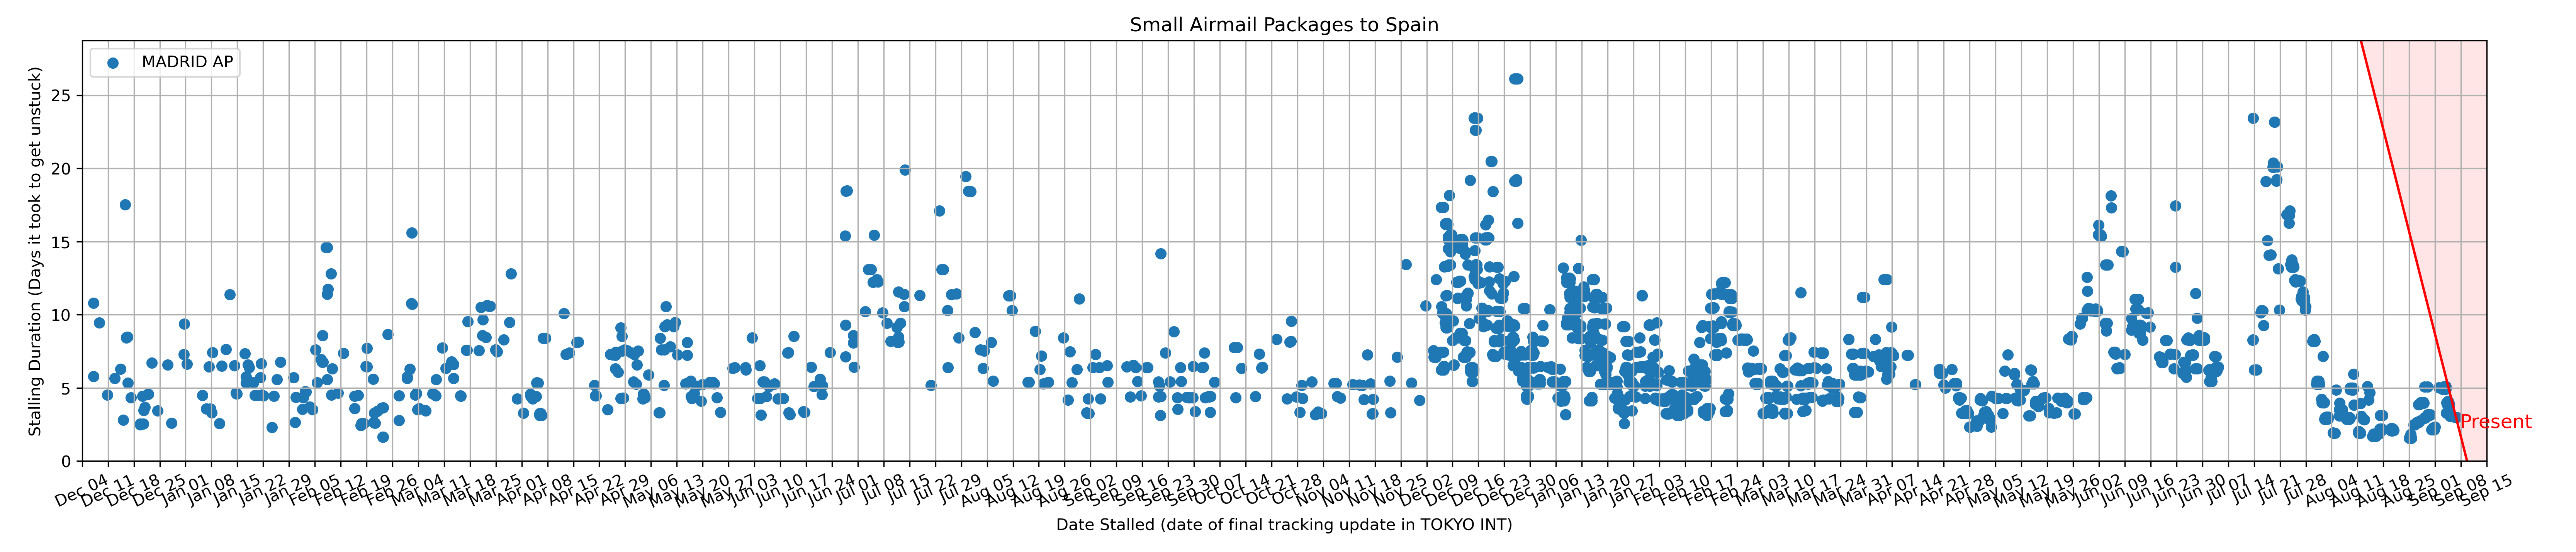 Small Airmail Packages to Spain
MADRID AP
Stalling Duration (Days it took to get unstuck)
25
20
15
10
5
0
Present
Dec 04
Dec 11
Dec 18
Dec 25
Jan 01
Jan 08
Jan 15
Jan 22
Jan 29
Feb 05
Feb 12
Feb 19
Feb 26
Mar 04
Mar 11
Mar 18
Mar 25
Apr 01
Apr 08
Apr 15
Apr 22
Apr 29
May 06
May 13
May 20
May 27
Jun 03
Jun 10
Jun 17
Jun 24
Jul 01
Jul 08
Jul 15
Jul 22
Jul 29
Aug 05
Aug 12
Aug 19
Aug 26
Sep 02
Sep 09
Sep 16
Sep 23
Sep 30
Oct 07
Oct 14
Oct 21
Oct 28
Nov 04
Nov 11
Nov 18
Nov 25
Dec 02
Dec 09
Dec 16
Dec 23
Dec 30
Jan 06
Jan 13
Jan 20
Jan 27
Feb 03
Feb 10
Feb 17
Feb 24
Mar 03
Mar 10
Mar 17
Mar 24
Mar 31
Apr 07
Apr 14
Apr 21
Apr 28
May 05
May 12
May 19
May 26
Jun 02
Jun 09
Jun 16
Jun 23
Jun 30
Jul 07
Jul 14
Jul 21
Jul 28
Aug 04
Aug 11
Aug 18
Aug 25
Sep 01
Sep 08
Sep 15
Date Stalled (date of final tracking update in TOKYO INT)